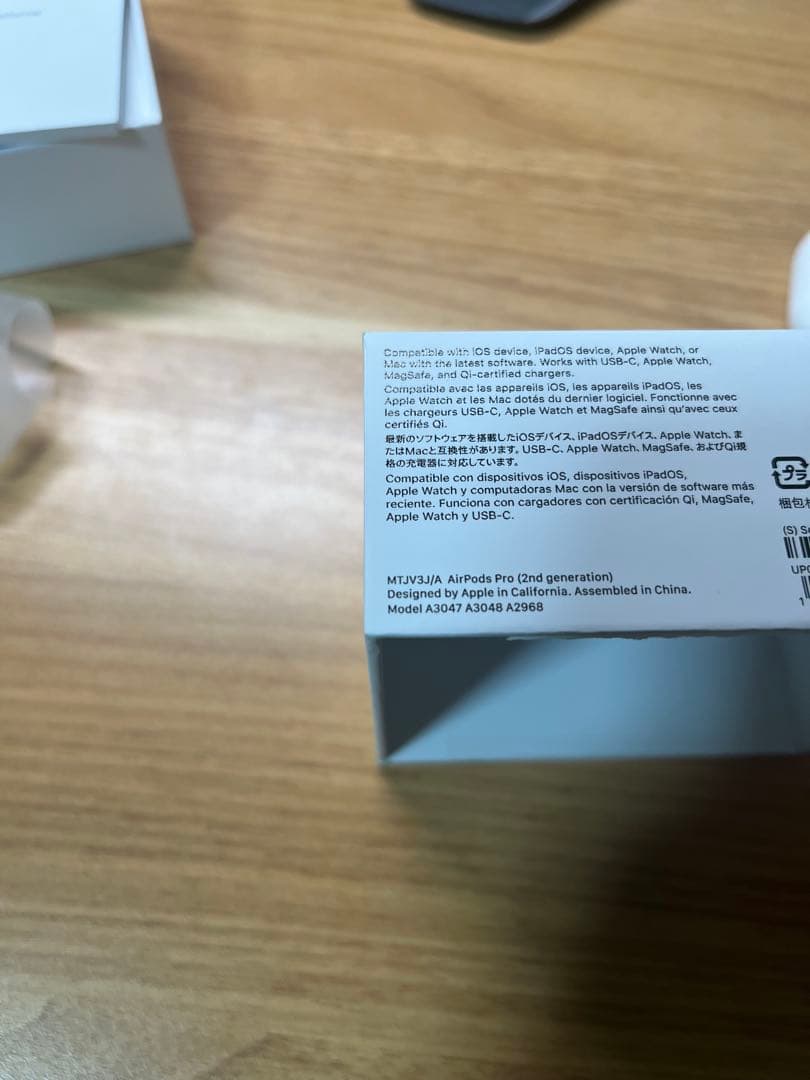 Compatible with iOS device, iPadOS device, Apple Watch, or
Mac with the latest software. Works with USB-C, Apple Watch,
MagSafe, and Qi-certified chargers.
Compatible avec les appareils iOS, les appareils iPadOS, les
Apple Watch et les Mac dotés du dernier logiciel. Fonctionne avec
les chargeurs USB-C, Apple Watch et MagSafe ainsi qu'avec ceux
certifiés Qi.
最新のソフトウェアを搭載したiOSデバイス、iPadOSデバイス、Apple Watch、ま
たはMacと互換性があります。USB-C、Apple Watch、MagSafe、およびQi規
格の充電器に対応しています。
Compatible con dispositivos iOS, dispositivos iPadOS,
Apple Watch y computadoras Mac con la versión de software más
reciente. Funciona con cargadores con certificación Qi, MagSafe,
Apple Watch y USB-C.
MTJV3J/A AirPods Pro (2nd generation)
Designed by Apple in California. Assembled in China.
Model A3047 A3048 A2968
プラ
梱包
(S)
UPC